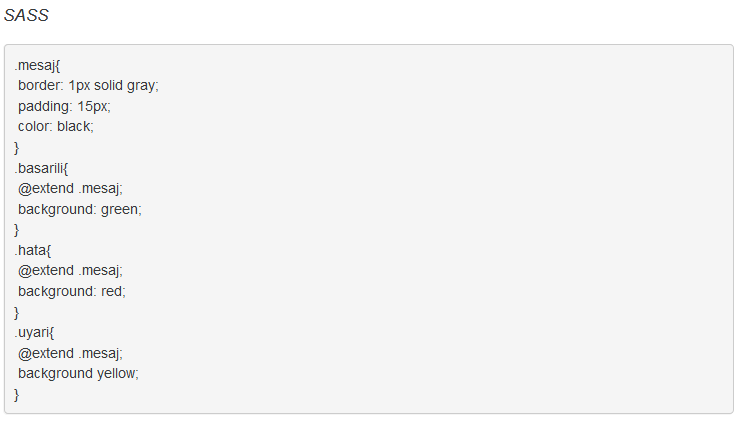 SASS
.mesaj{
border: 1px solid gray;
padding: 15px;
color: black;
}
.basarili{
@extend .mesaj;
background: green;
}
.hata{
@extend .mesaj;
background: red;
}
.uyari{
@extend .mesaj;
background yellow;
}